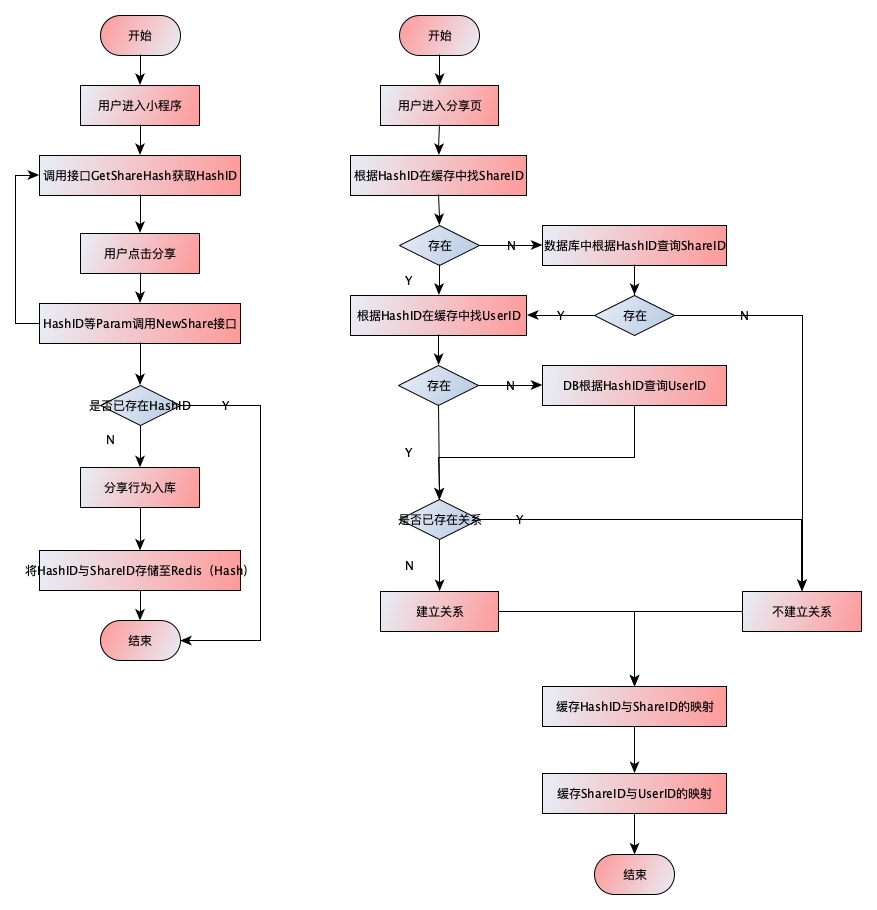 开始
用户进入小程序
调用接口GetShareHash获取HashID
用户点击分享
HashID等Param调用NewShare接口
是否已存在HashID
Y
N
分享行为入库
将HashID与ShareID存储至Redis（Hash）
结束
开始
用户进入分享页
根据HashID在缓存中找ShareID
存在
N
数据库中根据HashID查询ShareID
Y
根据HashID在缓存中找UserID
Y
存在
N
存在
N
DB根据HashID查询UserID
Y
是否已存在关系
Y
N
建立关系
不建立关系
缓存HashID与ShareID的映射
缓存ShareID与UserID的映射
结束